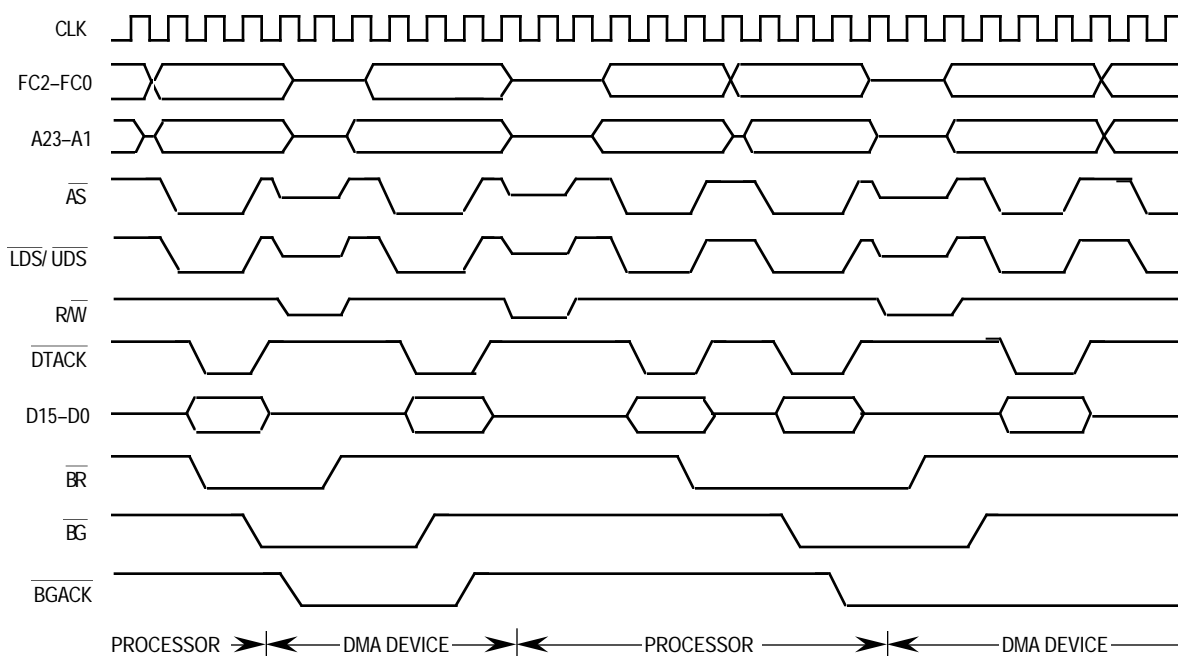 CLK
FC2–FC0
A23–A1
AS
LDS/ UDS
R/W
DTACK
D15–D0
BR
BG
BGACK
PROCESSOR DMA DEVICE PROCESSOR DMA DEVICE